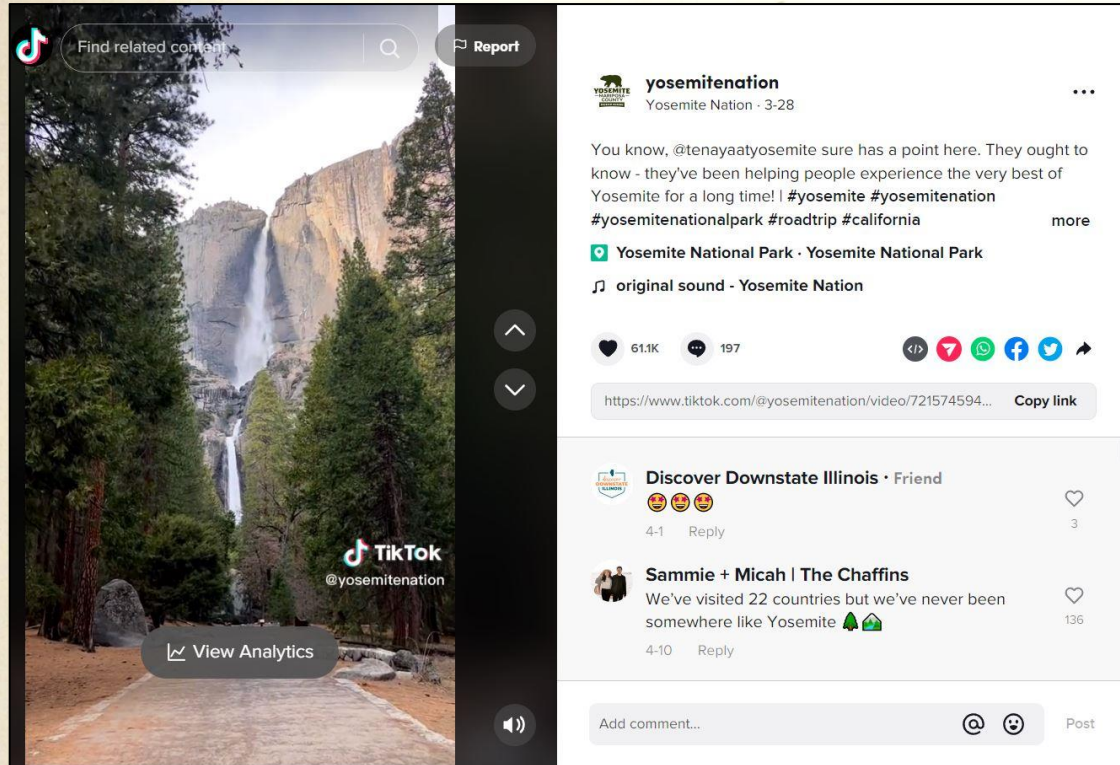 Find related content
Report
TikTok
@yosemitenation
View Analytics
YOSEMITE
MARIPOSA
COUNTY
yosemitenation
Yosemite Nation · 3-28
You know, @tenayaatyosemite sure has a point here. They ought to
know - they've been helping people experience the very best of
Yosemite for a long time! | #yosemite #yosemitenation
#yosemitenationalpark #roadtrip #california
more
Yosemite National Park · Yosemite National Park
original sound - Yosemite Nation
61.1K
197
</>
https://www.tiktok.com/@yosemitenation/video/721574594...
Copy link
Discover Downstate Illinois · Friend
🤩🤩🤩
4-1 Reply
3
Sammie + Micah | The Chaffins
We've visited 22 countries but we've never been
somewhere like Yosemite 🌲🏞️
4-10 Reply
136
Add comment...
@
Post